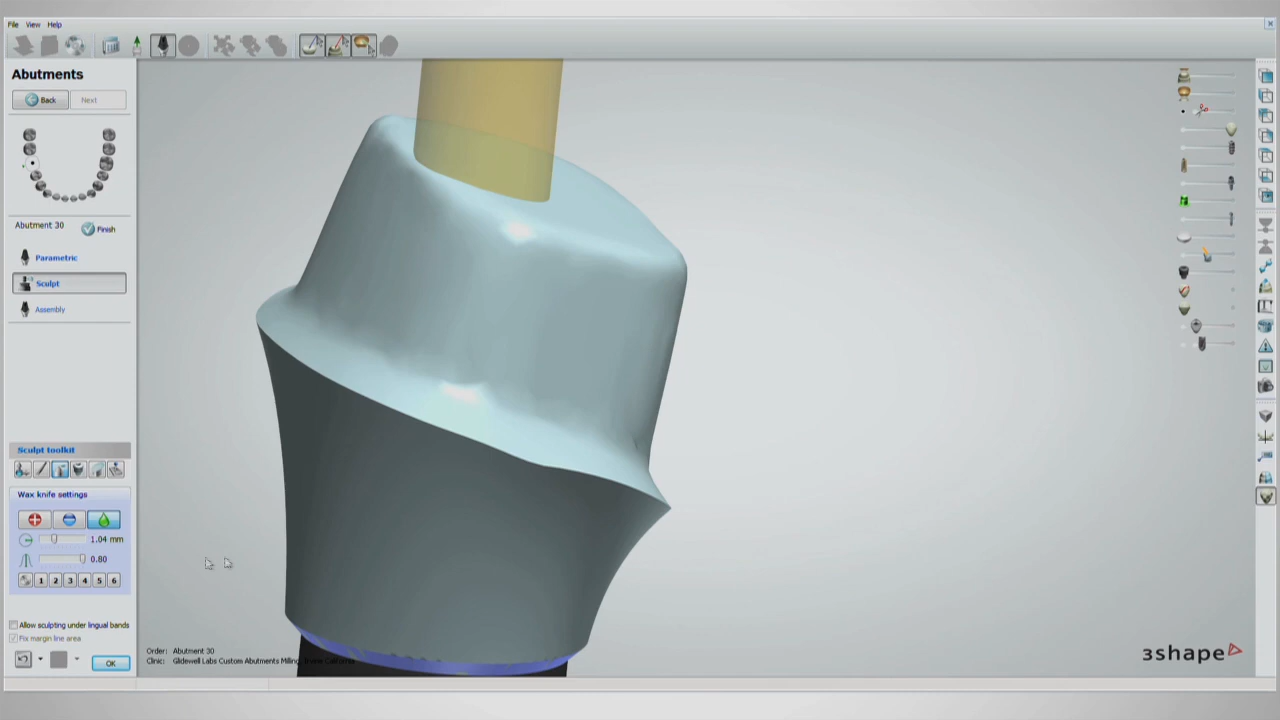 File View Help
Abutments
Back Next
Abutment 30 Finish
Parametric
Sculpt
Assembly
Sculpt toolkit
Wax knife settings
1.04 mm
0.80
1 2 3 4 5 6
Allow sculpting under lingual bands
Fix margin line area
OK
Order: Abutment 30
Clinic: Glidewell Labs Custom Abutments Milling, California
3shape